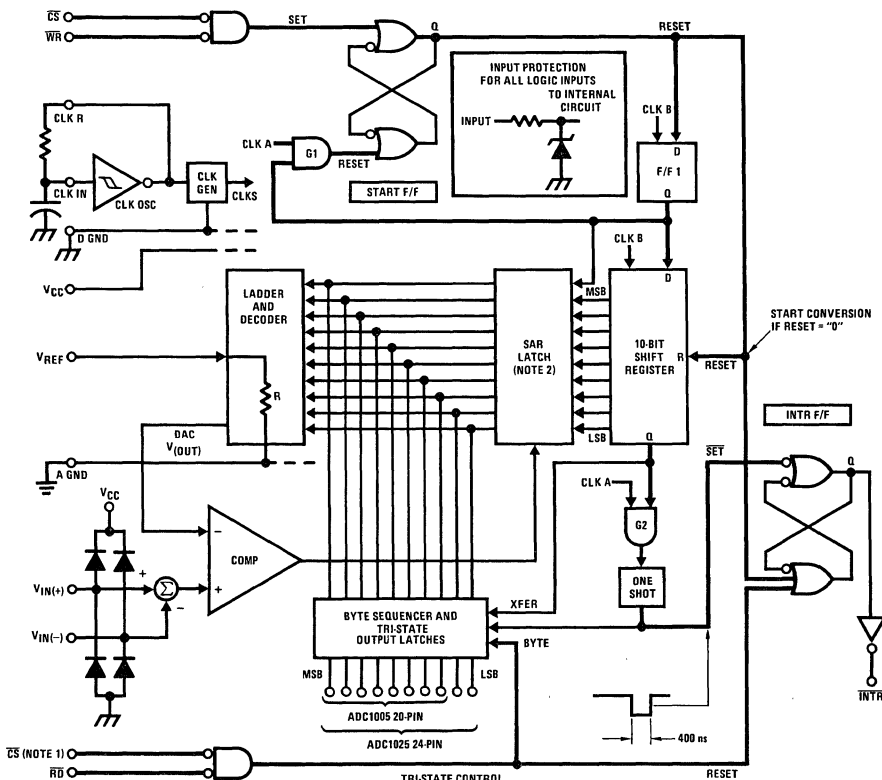 CS
WR
SET
Q
RESET
INPUT PROTECTION
FOR ALL LOGIC INPUTS
TO INTERNAL
CIRCUIT
INPUT
CLK B
D
F/F 1
Q
CLK R
CLK A
G1
RESET
START F/F
CLK IN
CLK OSC
CLK
GEN
CLKS
D GND
VCC
CLK B
D
LADDER
AND
DECODER
MSB
SAR
LATCH
(NOTE 2)
10-BIT
SHIFT
REGISTER
R
RESET
START CONVERSION
IF RESET = "0"
VREF
R
LSB
Q
INTR F/F
DAC
V(OUT)
A GND
SET
Q
CLK A
G2
VCC
COMP
ONE
SHOT
XFER
VIN(+)
+
Σ
−
−
+
VIN(−)
BYTE SEQUENCER AND
TRI-STATE
OUTPUT LATCHES
BYTE
MSB
LSB
ADC1005 20-PIN
ADC1025 24-PIN
400 ns
INTR
CS (NOTE 1)
RD
TRI-STATE CONTROL
RESET